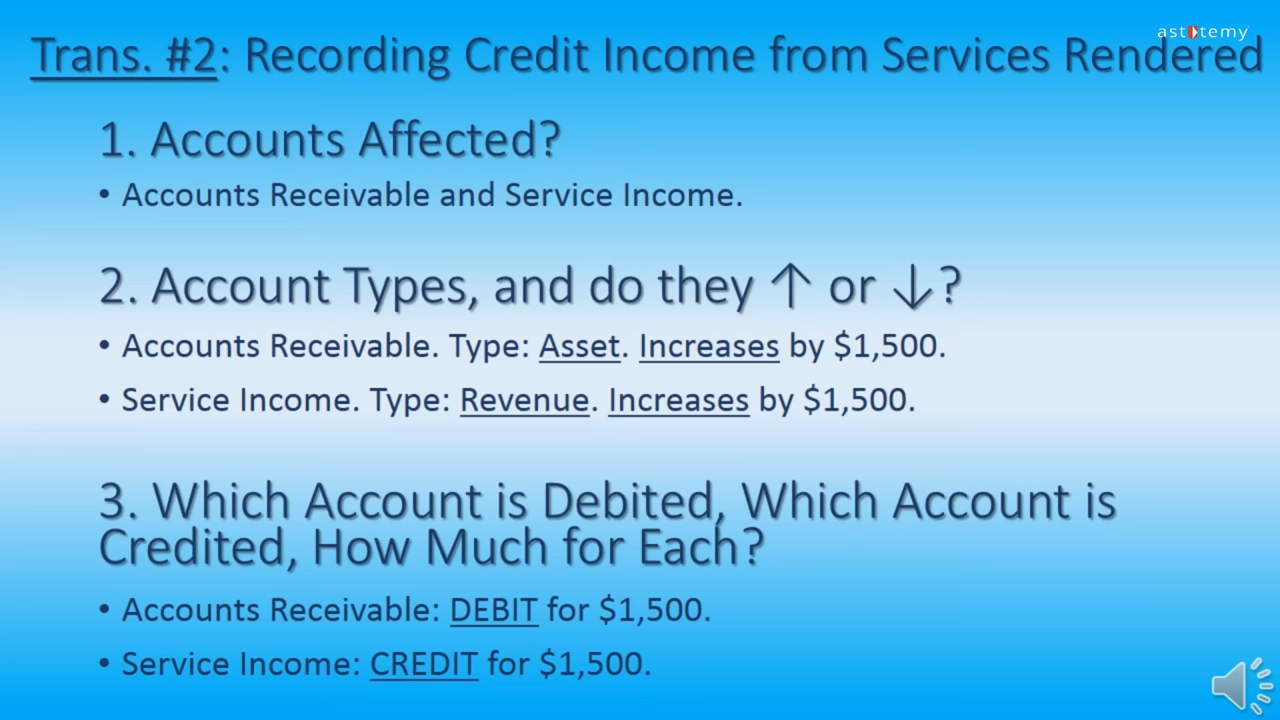 astotemy
Trans. #2: Recording Credit Income from Services Rendered
1. Accounts Affected?
• Accounts Receivable and Service Income.
2. Account Types, and do they ↑ or ↓?
• Accounts Receivable. Type: Asset. Increases by $1,500.
• Service Income. Type: Revenue. Increases by $1,500.
3. Which Account is Debited, Which Account is
Credited, How Much for Each?
• Accounts Receivable: DEBIT for $1,500.
• Service Income: CREDIT for $1,500.